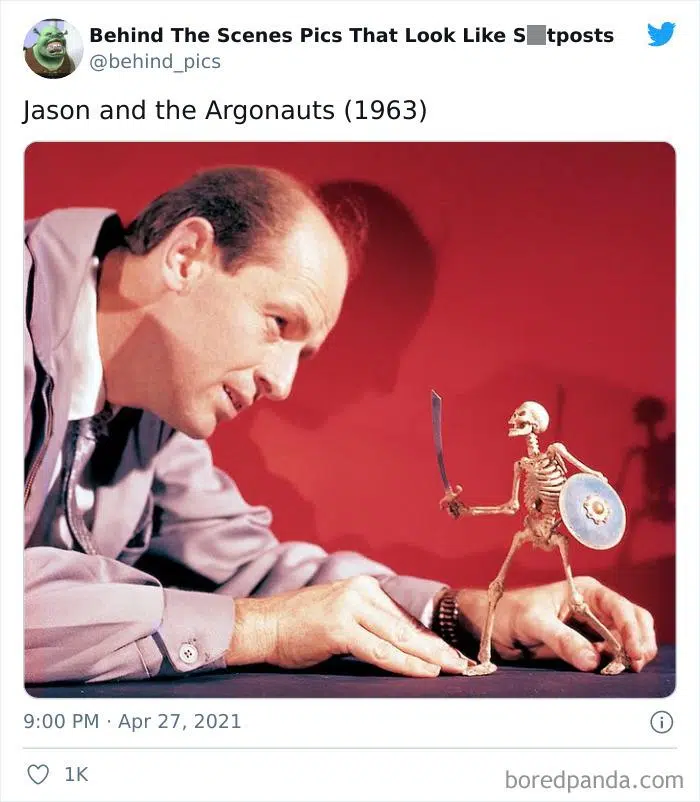 Behind The Scenes Pics That Look Like S tposts
@behind_pics
Jason and the Argonauts (1963)
9:00 PM · Apr 27, 2021
1K
boredpanda.com